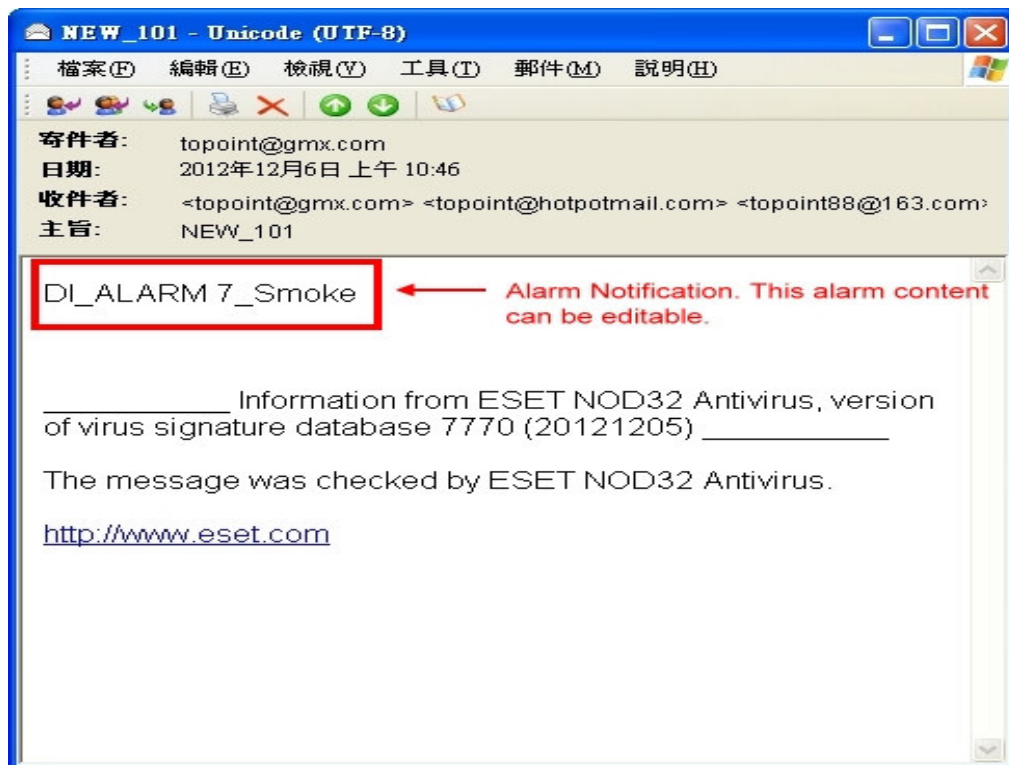 NEW_101 - Unicode (UTF-8)
檔案(F) 編輯(E) 檢視(V) 工具(T) 郵件(M) 說明(H)
寄件者: topoint@gmx.com
日期: 2012年12月6日 上午 10:46
收件者: <topoint@gmx.com> <topoint@hotpotmail.com> <topoint88@163.com>
主旨: NEW_101
DI_ALARM 7_Smoke
Alarm Notification. This alarm content
can be editable.
__________ Information from ESET NOD32 Antivirus, version
of virus signature database 7770 (20121205) __________
The message was checked by ESET NOD32 Antivirus.
http://www.eset.com